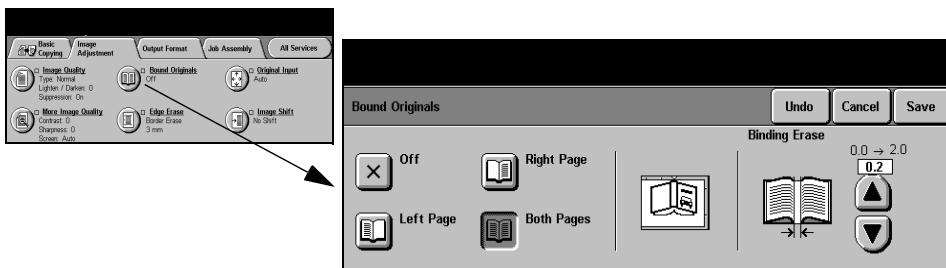 Basic Copying
Image Adjustment
Output Format
Job Assembly
All Services
Image Quality
Type: Normal
Lighten / Darken: 0
Suppression: On
Bound Originals
Off
Original Input
Auto
More Image Quality
Contrast: 0
Sharpness: 0
Screen: Auto
Edge Erase
Border Erase
3 mm
Image Shift
No Shift
Bound Originals
Undo
Cancel
Save
Off
Right Page
Left Page
Both Pages
Binding Erase
0.0 → 2.0
0.2